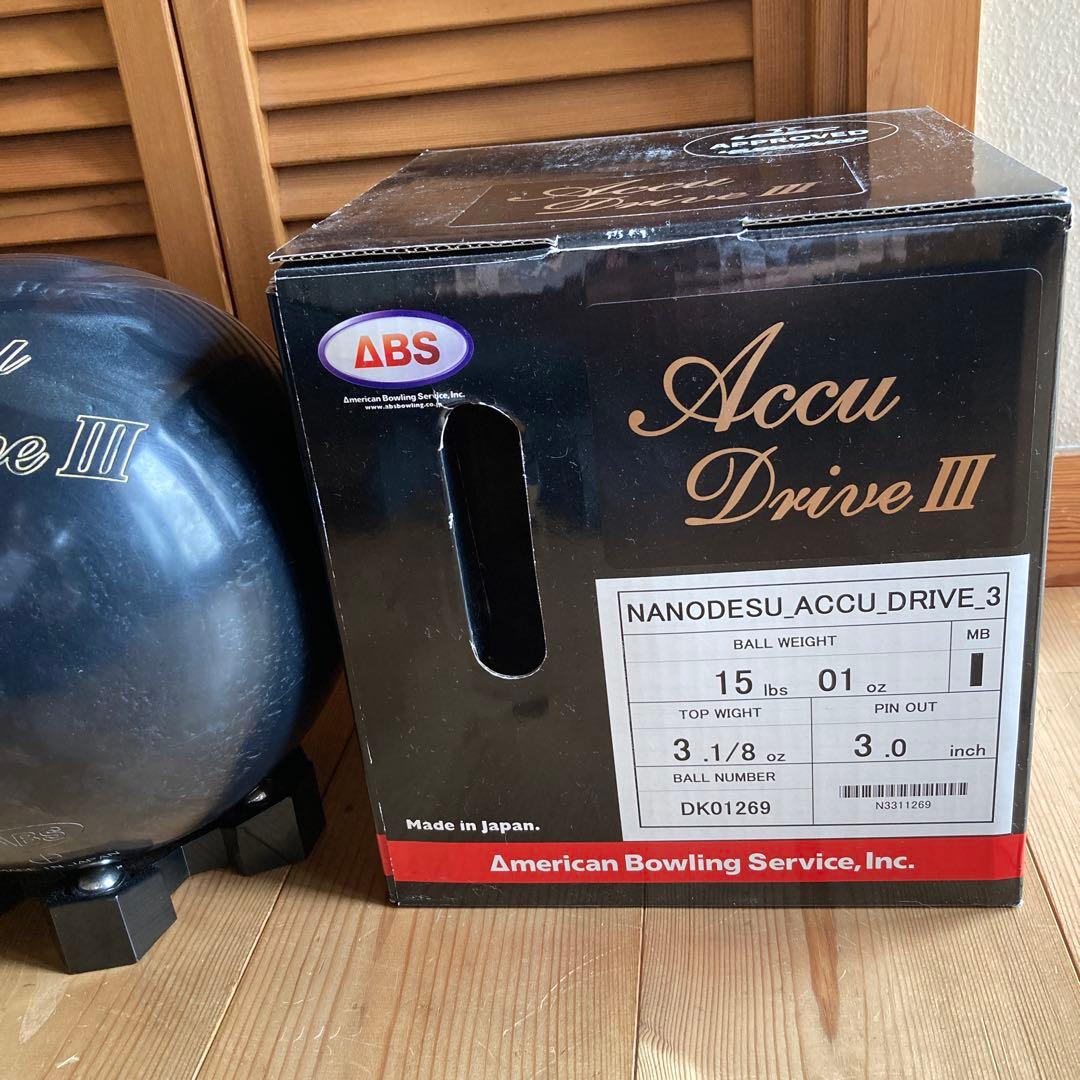 APPROVED
Accu
Drive III
ABS
American Bowling Service, Inc.
www.absbowling.co.jp
Accu
Drive III
III
NANODESU_ACCU_DRIVE_3
BALL WEIGHT
MB
15 lbs 01 oz
TOP WIGHT
PIN OUT
3 .1/8 oz
3 .0 inch
BALL NUMBER
DK01269
N3311269
Made in Japan.
American Bowling Service, Inc.
ABS